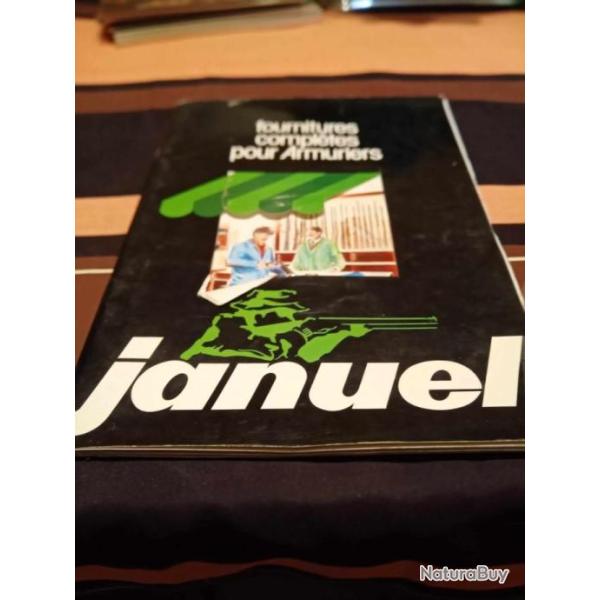 fournitures
complètes
pour Armuriers
januel
NaturaBuy